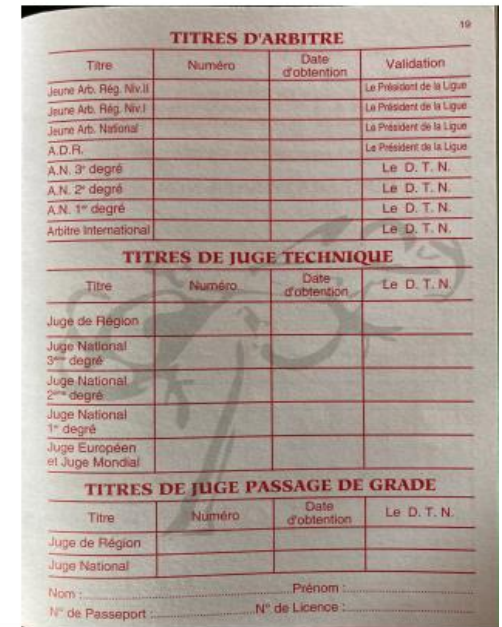 19
TITRES D'ARBITRE
Titre Numéro Date d'obtention Validation
Jeune Arb. Rég. Niv.II Le Président de la Ligue
Jeune Arb. Rég. Niv.I Le Président de la Ligue
Jeune Arb. National Le Président de la Ligue
A.D.R. Le Président de la Ligue
A.N. 3e degré Le D. T. N.
A.N. 2e degré Le D. T. N.
A.N. 1er degré Le D. T. N.
Arbitre International Le D. T. N.
TITRES DE JUGE TECHNIQUE
Titre Numéro Date d'obtention Le D. T. N.
Juge de Région
Juge National
3ème degré
Juge National
2ème degré
Juge National
1er degré
Juge Européen
et Juge Mondial
TITRES DE JUGE PASSAGE DE GRADE
Titre Numéro Date d'obtention Le D. T. N.
Juge de Région
Juge National
Nom : Prénom :
N° de Passeport : N° de Licence :